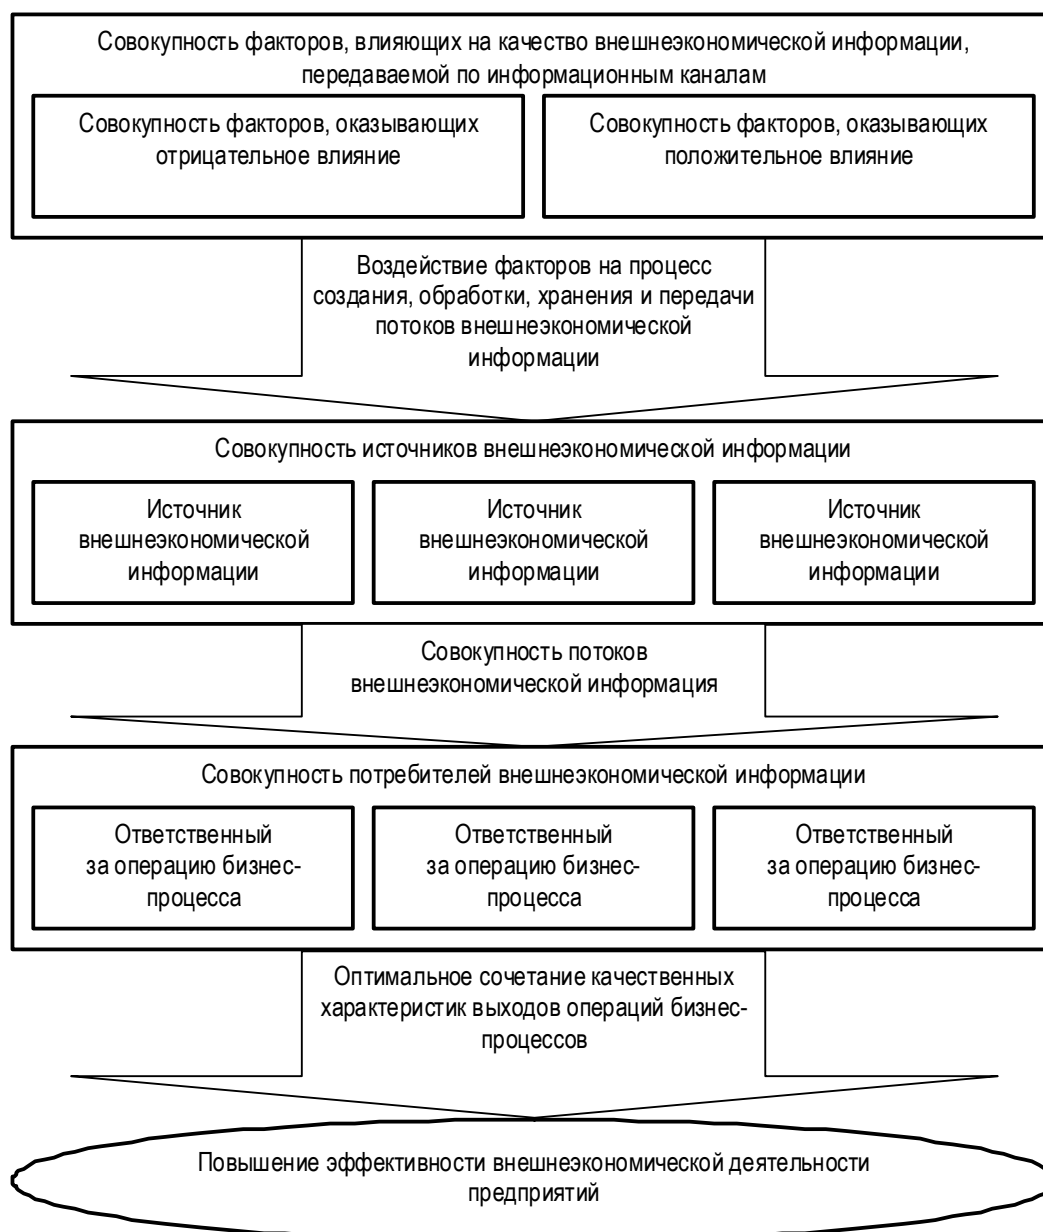 Совокупность факторов, влияющих на качество внешнеэкономической информации,
передаваемой по информационным каналам
Совокупность факторов, оказывающих
отрицательное влияние
Совокупность факторов, оказывающих
положительное влияние
Воздействие факторов на процесс
создания, обработки, хранения и передачи
потоков внешнеэкономической
информации
Совокупность источников внешнеэкономической информации
Источник
внешнеэкономической
информации
Источник
внешнеэкономической
информации
Источник
внешнеэкономической
информации
Совокупность потоков
внешнеэкономической информация
Совокупность потребителей внешнеэкономической информации
Ответственный
за операцию бизнес-
процесса
Ответственный
за операцию бизнес-
процесса
Ответственный
за операцию бизнес-
процесса
Оптимальное сочетание качественных
характеристик выходов операций бизнес-
процессов
Повышение эффективности внешнеэкономической деятельности
предприятий